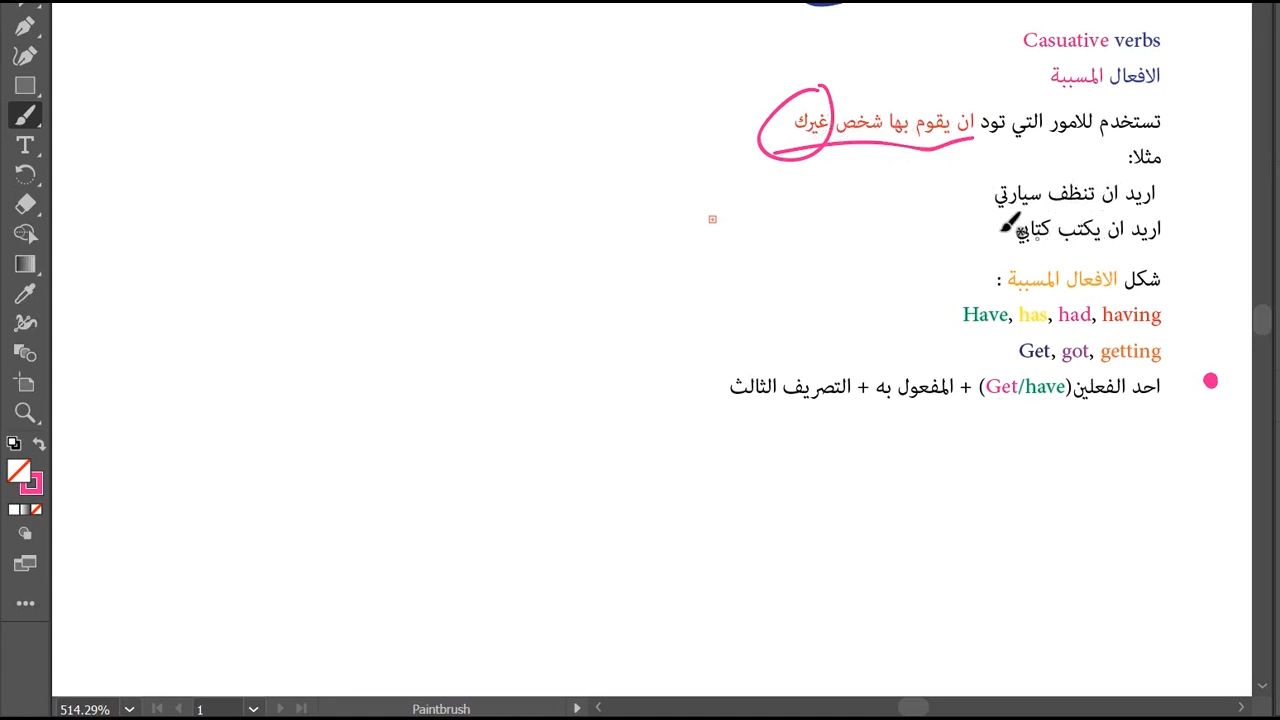 Casuative verbs
الافعال المسببة
تستخدم للامور التي تود ان يقوم بها شخص غيرك
مثلا:
اريد ان تنظف سيارتي
اريد ان يكتب كتابي
شكل الافعال المسببة :
Have, has, had, having
Get, got, getting
احد الفعلين(Get/have) + المفعول به + التصريف الثالث
514.29%
1
Paintbrush